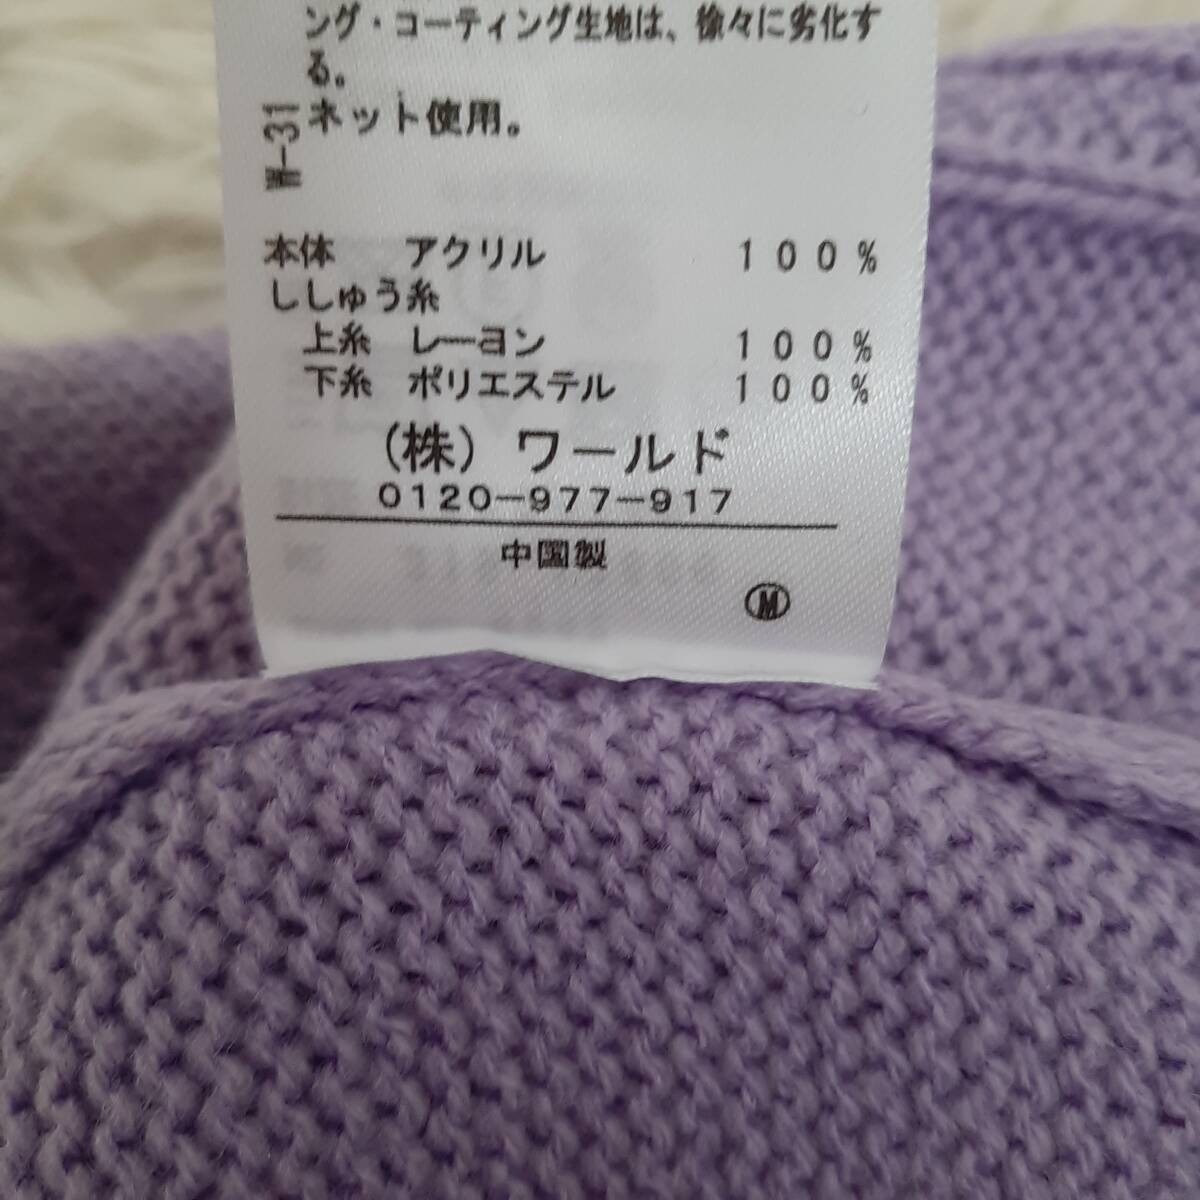 ング・コーティング生地は、徐々に劣化す
る。
ネット使用。
W-31
本体 アクリル 100%
ししゅう糸
上糸 レーヨン 100%
下糸 ポリエステル 100%
(株) ワールド
0120-977-917
中国製
M